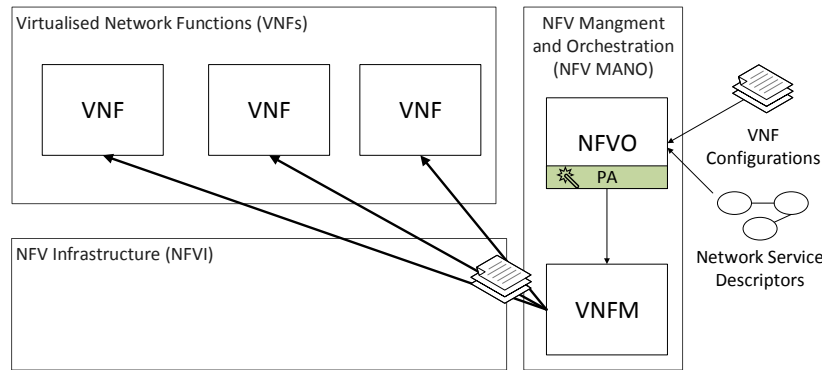 Virtualised Network Functions (VNFs)
VNF
VNF
VNF
NFV Infrastructure (NFVI)
NFV Mangment
and Orchestration
(NFV MANO)
NFVO
PA
VNFM
VNF
Configurations
Network Service
Descriptors